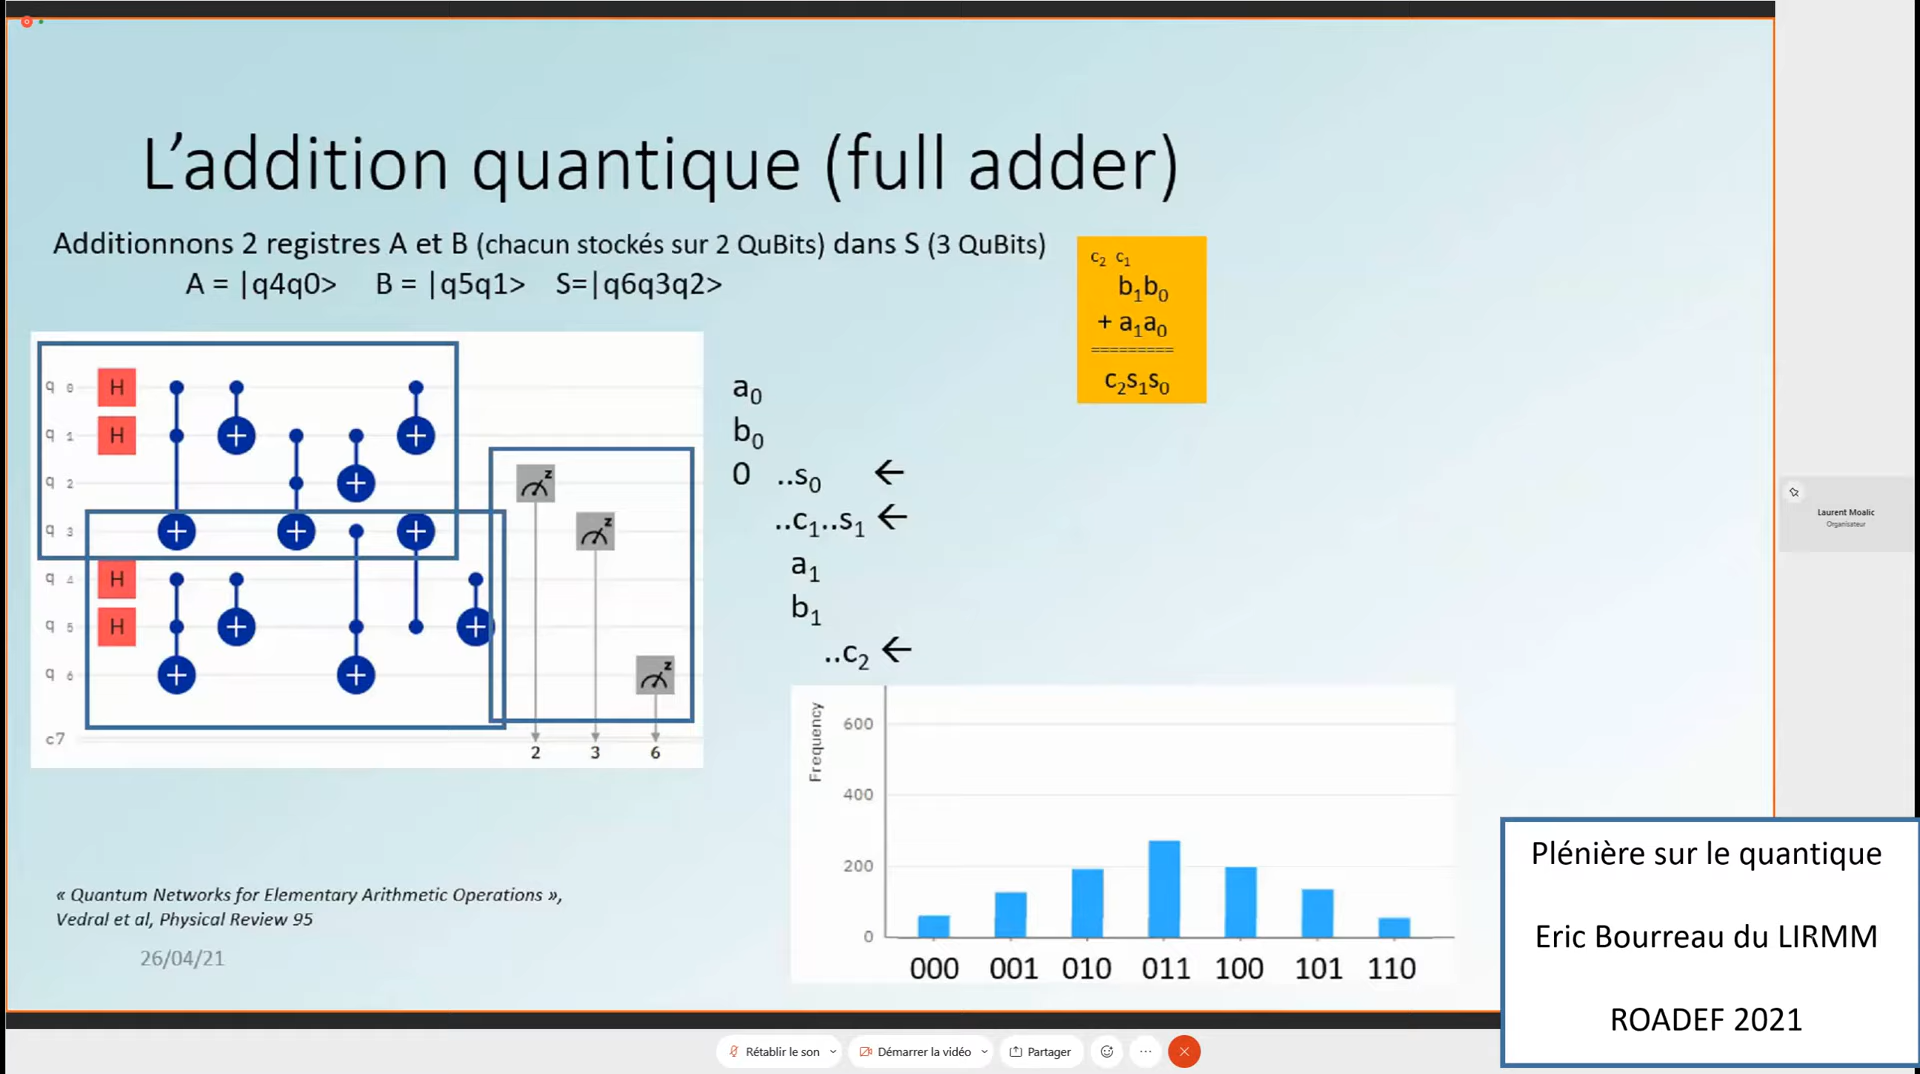 L’addition quantique (full adder)
Additionnons 2 registres A et B (chacun stockés sur 2 QuBits) dans S (3 QuBits)
A = |q4q0> B = |q5q1> S=|q6q3q2>
c₂ c₁
b₁b₀
+ a₁a₀
=========
c₂s₁s₀
q 0 H
q 1 H
q 2 z
q 3 z
q 4 H
q 5 H
q 6 z
c7
2 3 6
a₀
b₀
0 ..s₀ ←
..c₁..s₁ ←
a₁
b₁
..c₂ ←
Frequency
600
400
200
0
000 001 010 011 100 101 110
« Quantum Networks for Elementary Arithmetic Operations »,
Vedral et al, Physical Review 95
26/04/21
Laurent Moalic
Organisateur
Plénière sur le quantique
Eric Bourreau du LIRMM
ROADEF 2021
Rétablir le son
Démarrer la vidéo
Partager